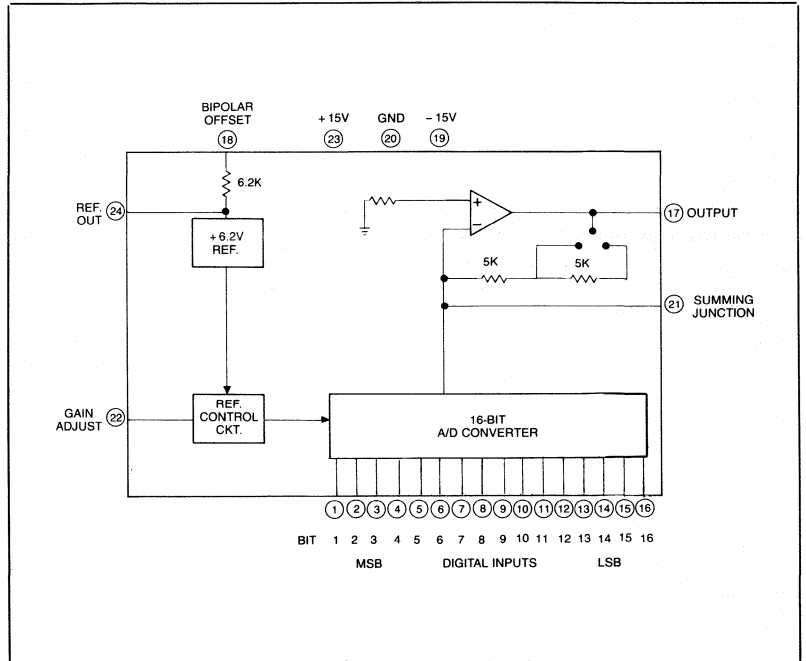 BIPOLAR
OFFSET
+ 15V
GND
- 15V
18
23
20
19
6.2K
REF.
OUT
24
+ 6.2V
REF.
+
−
17
OUTPUT
5K
5K
21
SUMMING
JUNCTION
GAIN
ADJUST
22
REF.
CONTROL
CKT.
16-BIT
A/D CONVERTER
1 2 3 4 5 6 7 8 9 10 11 12 13 14 15 16
BIT 1 2 3 4 5 6 7 8 9 10 11 12 13 14 15 16
MSB DIGITAL INPUTS LSB